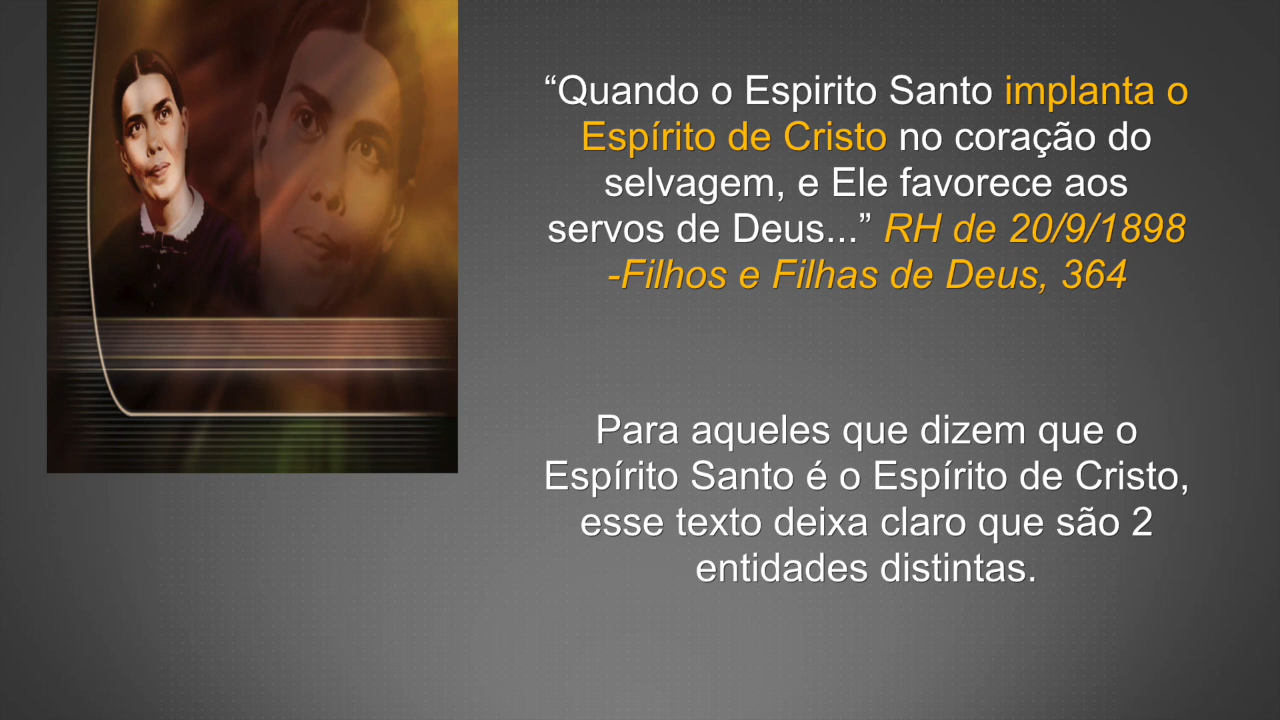 “Quando o Espirito Santo implanta o
Espírito de Cristo no coração do
selvagem, e Ele favorece aos
servos de Deus...” RH de 20/9/1898
-Filhos e Filhas de Deus, 364
Para aqueles que dizem que o
Espírito Santo é o Espírito de Cristo,
esse texto deixa claro que são 2
entidades distintas.